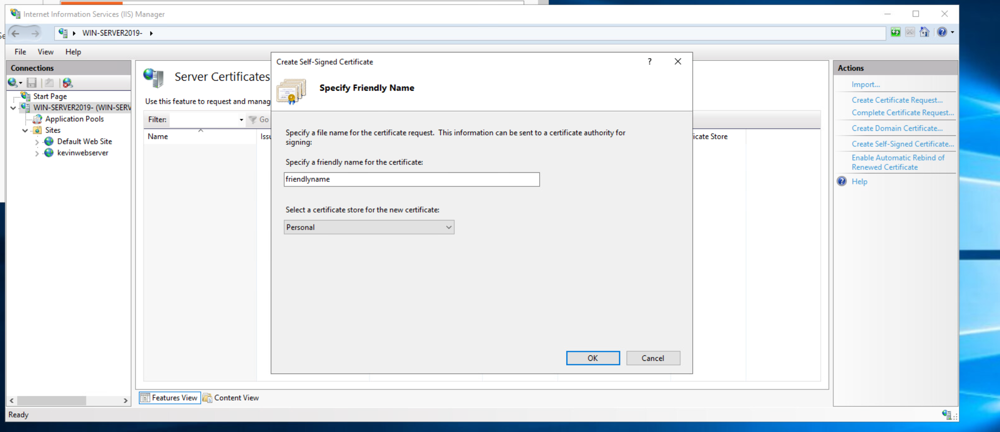 Internet Information Services (IIS) Manager
WIN-SERVER2019-
File View Help
Connections
Start Page
WIN-SERVER2019- (WIN-SERV
Application Pools
Sites
Default Web Site
kevinwebserver
Server Certificates
Use this feature to request and manag
Filter:
Go
Name
Issu
icate Store
Create Self-Signed Certificate
?
Specify Friendly Name
Specify a file name for the certificate request. This information can be sent to a certificate authority for
signing:
Specify a friendly name for the certificate:
friendlyname
Select a certificate store for the new certificate:
Personal
OK
Cancel
Features View
Content View
Actions
Import...
Create Certificate Request...
Complete Certificate Request...
Create Domain Certificate...
Create Self-Signed Certificate...
Enable Automatic Rebind of
Renewed Certificate
Help
Ready